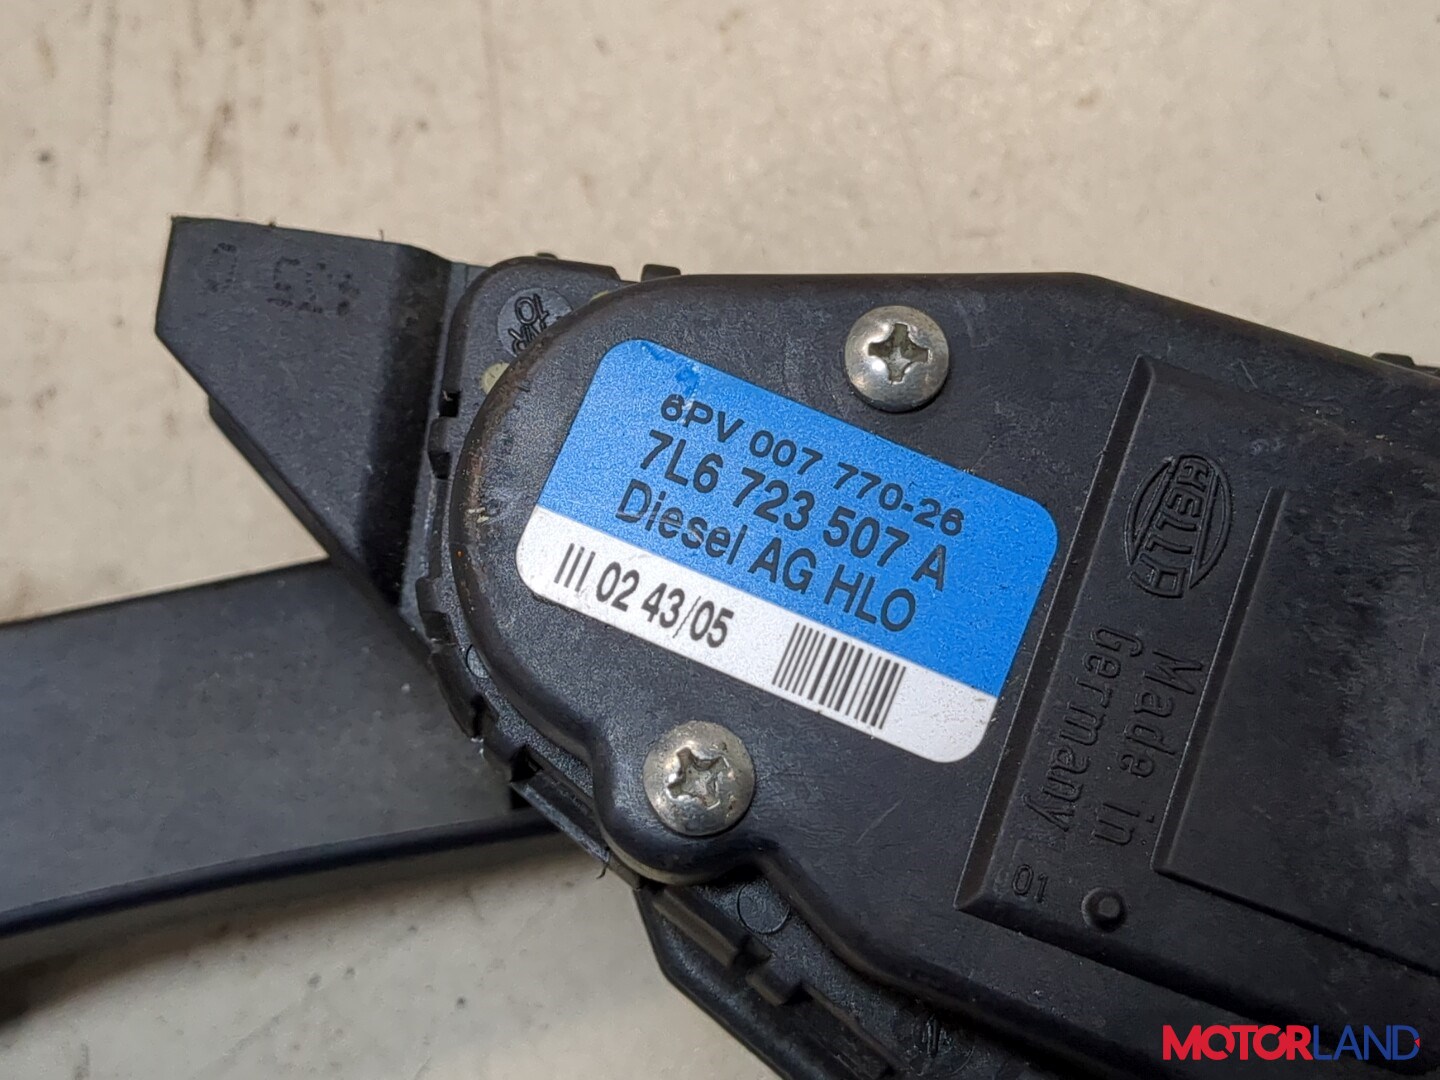 6PV 007 770-26
7L6 723 507 A
Diesel AG HLO
III 02 43/05
HELLA
Made in
Germany
01
MOTORLAND